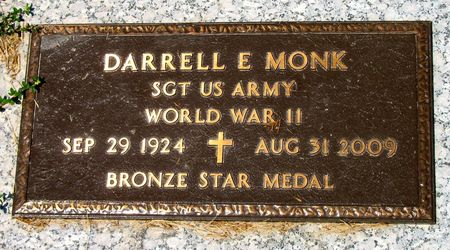 DARRELL E MONK
SGT US ARMY
WORLD WAR II
SEP 29 1924 AUG 31 2009
BRONZE STAR MEDAL